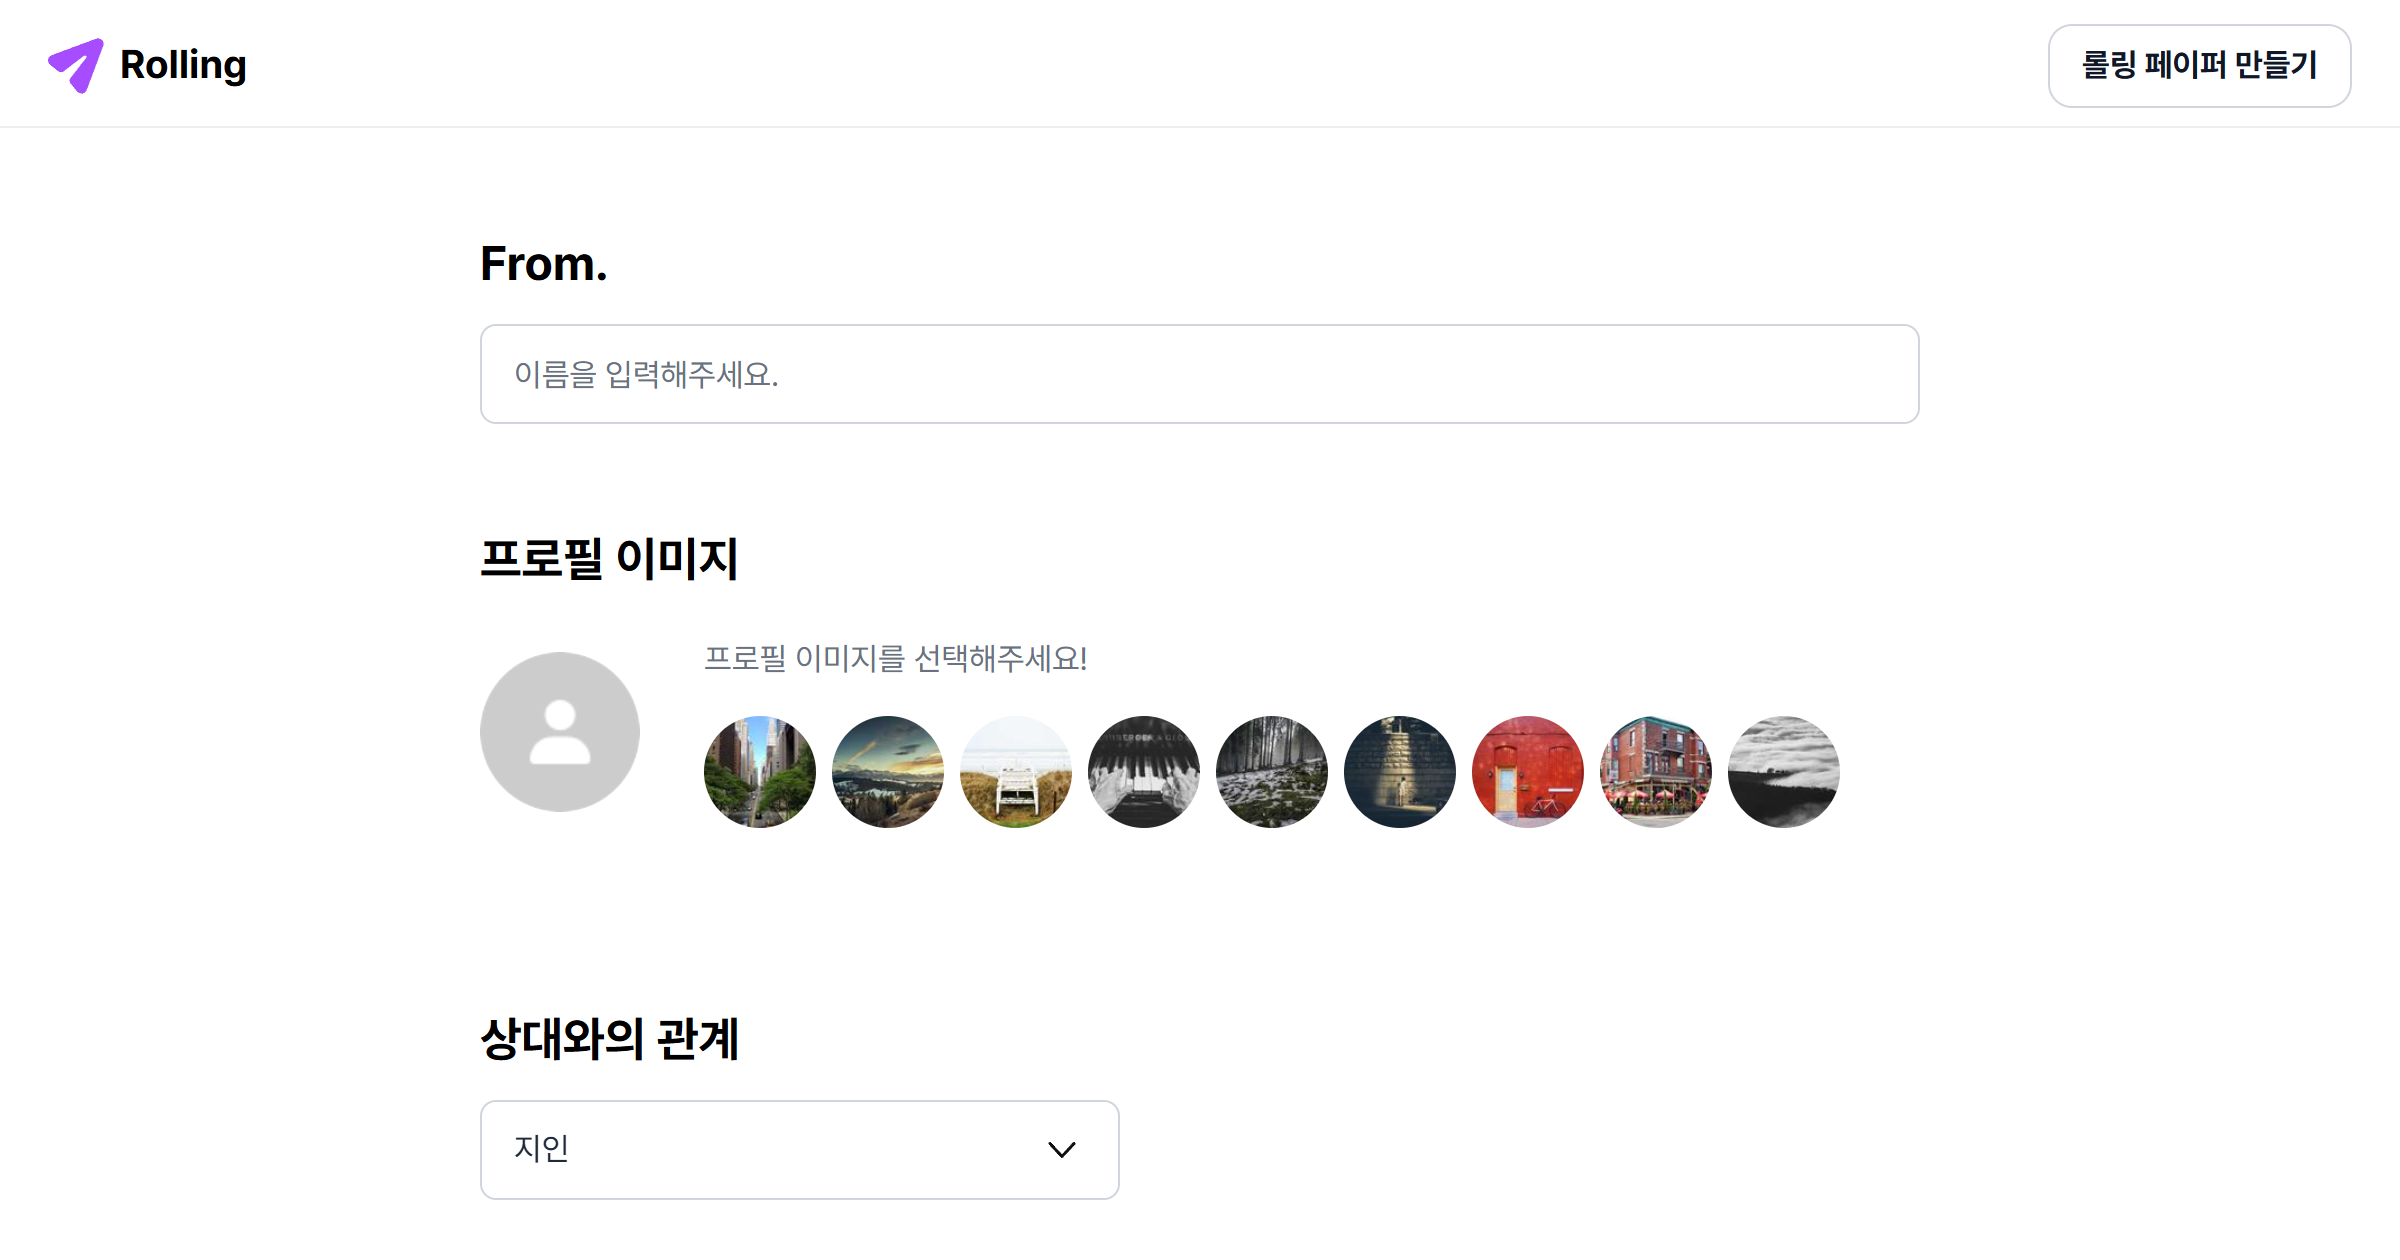 Rolling
롤링 페이퍼 만들기
From.
이름을 입력해주세요.
프로필 이미지
프로필 이미지를 선택해주세요!
상대와의 관계
지인